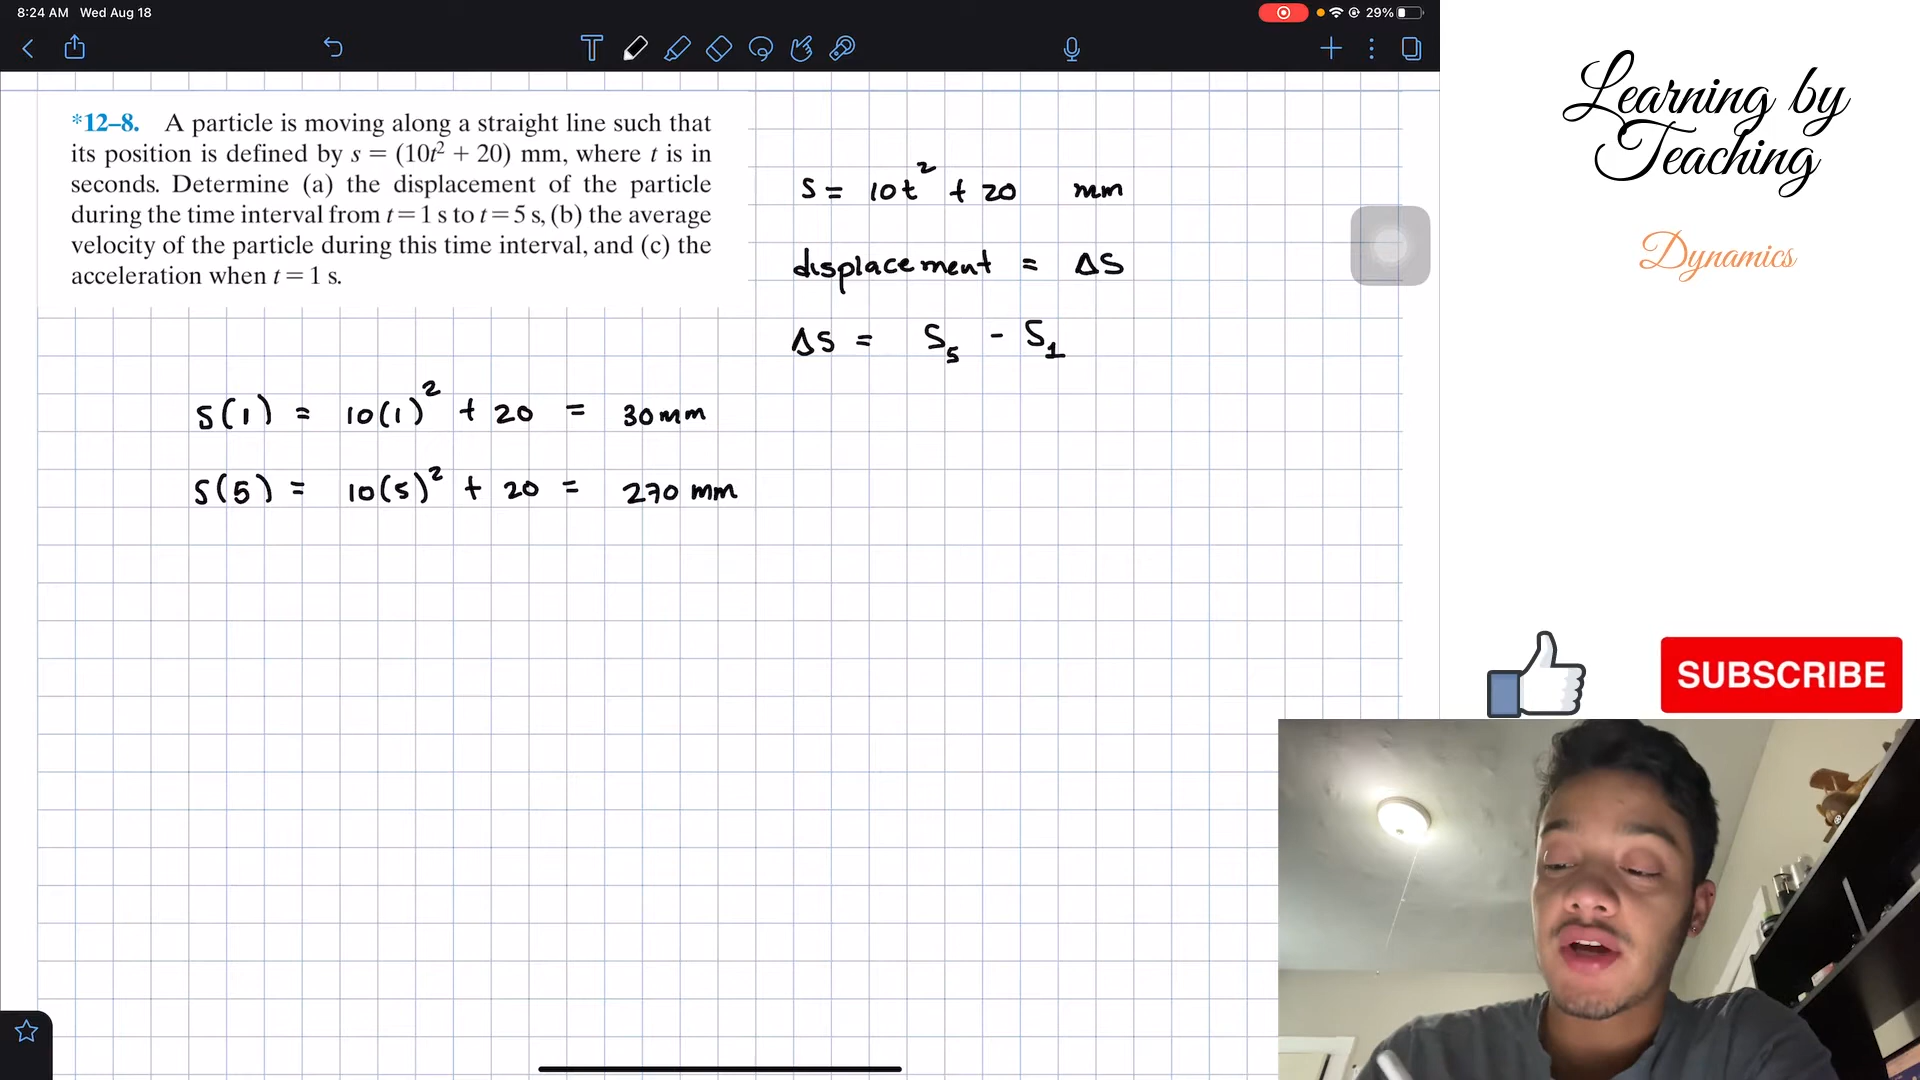 8:24 AM Wed Aug 18
29%
*12–8. A particle is moving along a straight line such that
its position is defined by s = (10t² + 20) mm, where t is in
seconds. Determine (a) the displacement of the particle
during the time interval from t = 1 s to t = 5 s, (b) the average
velocity of the particle during this time interval, and (c) the
acceleration when t = 1 s.
s = 10t² + 20 mm
displacement = ΔS
ΔS = S₅ - S₁
s(1) = 10(1)² + 20 = 30mm
s(5) = 10(5)² + 20 = 270 mm
Learning by
Teaching
Dynamics
SUBSCRIBE